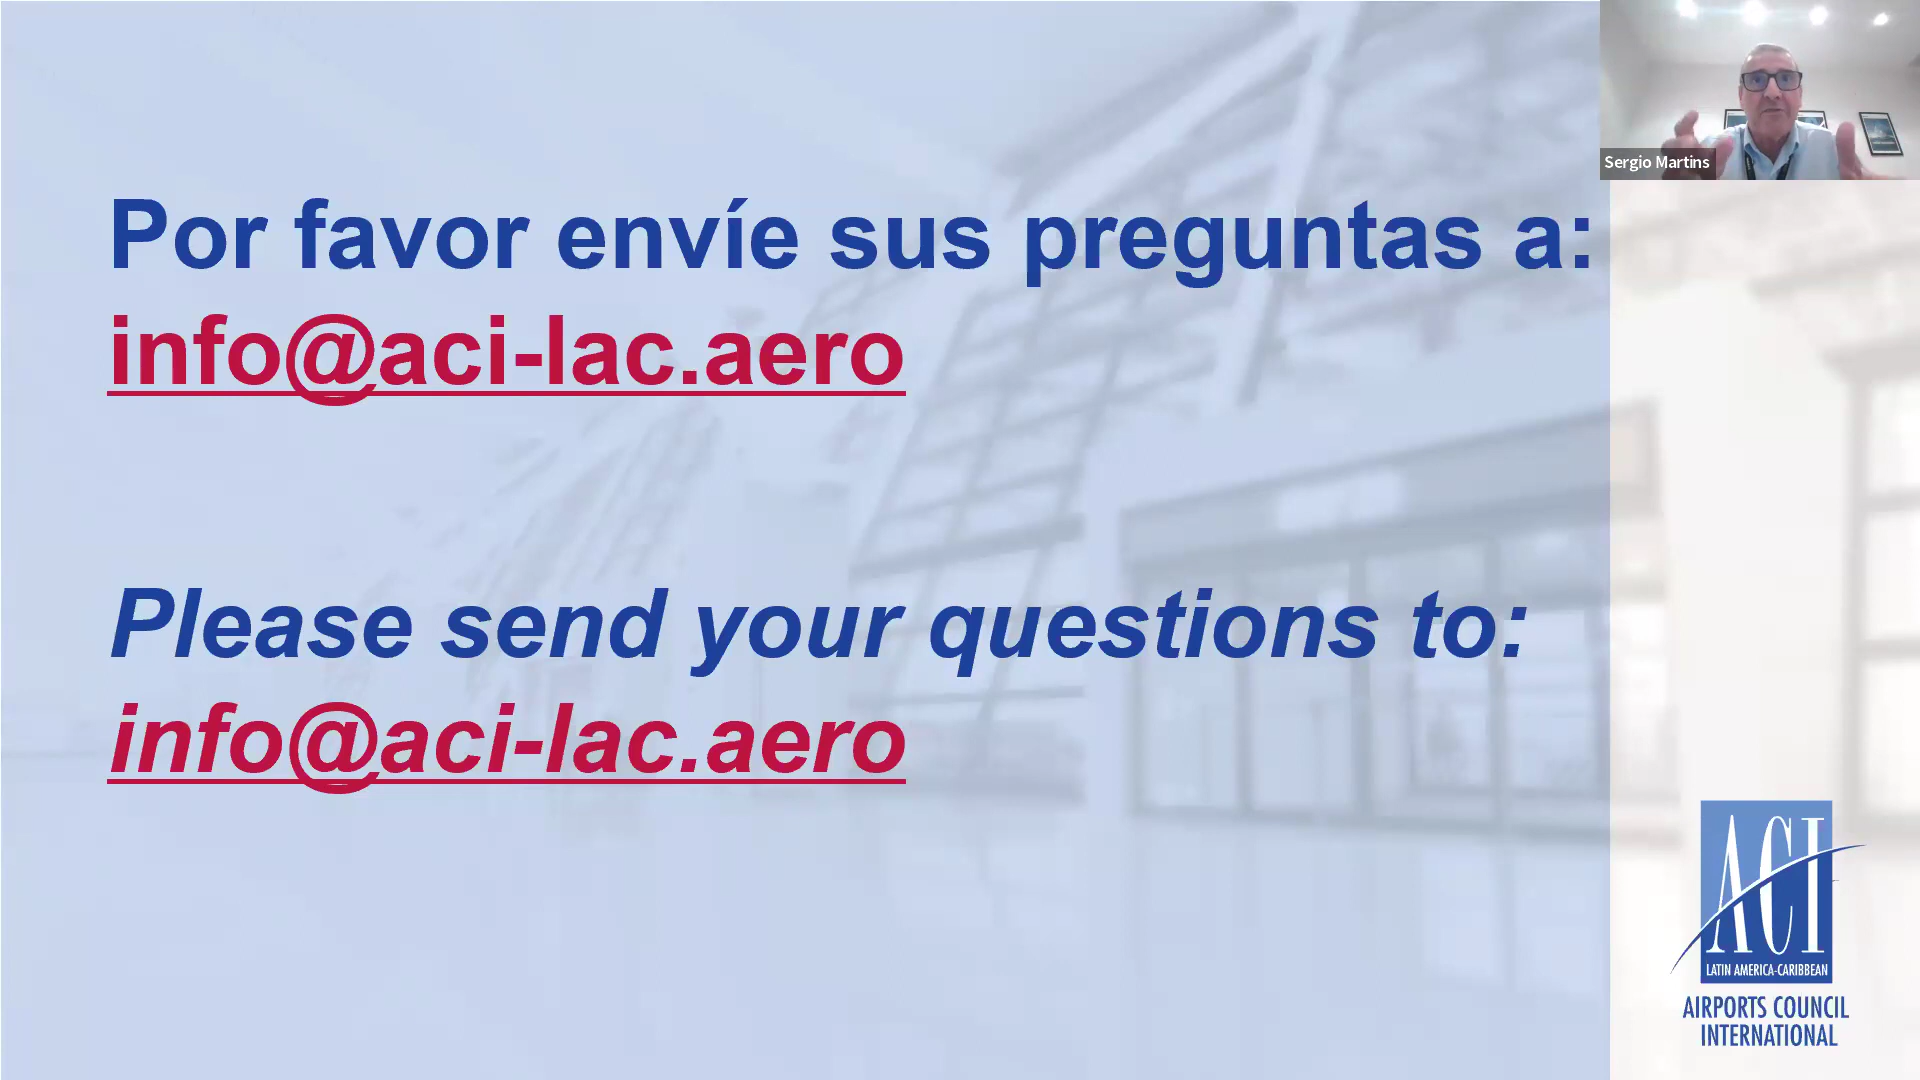 Por favor envíe sus preguntas a:
info@aci-lac.aero
Please send your questions to:
info@aci-lac.aero
Sergio Martins
ACI
LATIN AMERICA-CARIBBEAN
AIRPORTS COUNCIL
INTERNATIONAL